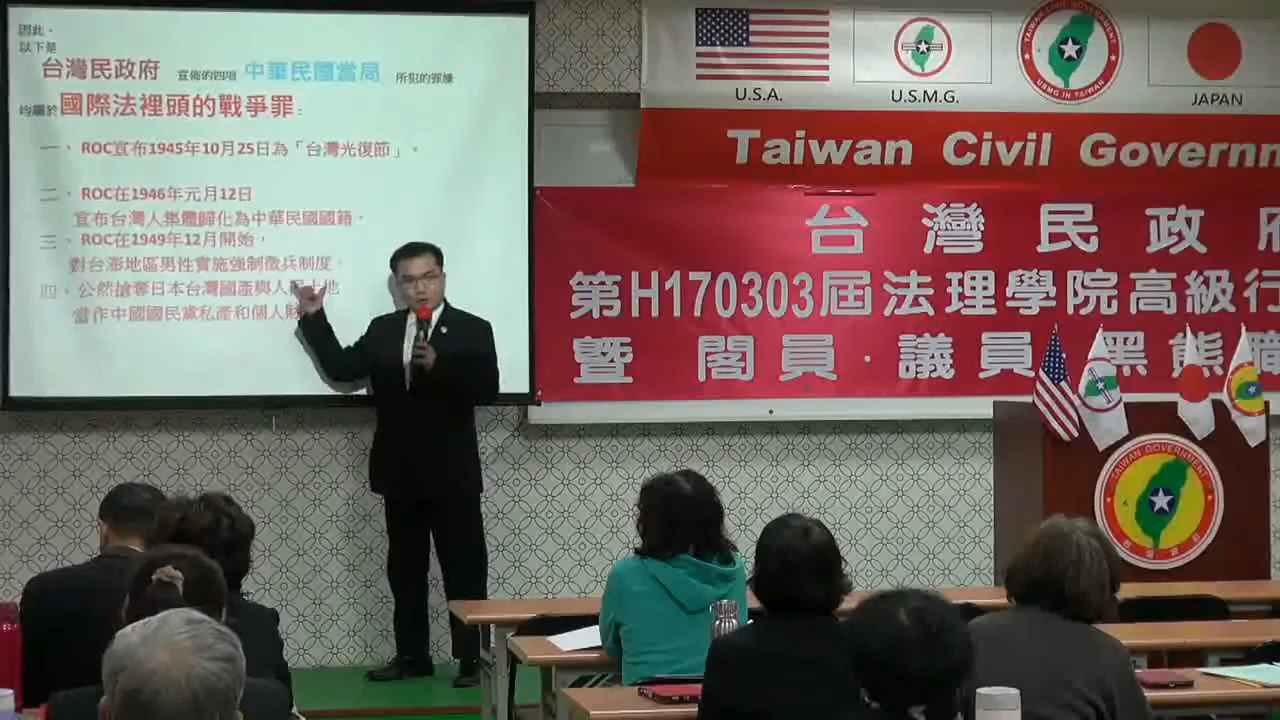 因此，
以下是
台灣民政府 宣佈的四項 中華民國當局 所犯的罪嫌
均屬於國際法裡頭的戰爭罪：
一、ROC宣布1945年10月25日為「台灣光復節」。
二、ROC在1946年元月12日
宣布台灣人集體歸化為中華民國國籍。
三、ROC在1949年12月開始，
對台澎地區男性實施強制徵兵制度。
四、公然搶奪日本台灣國產與人 土地
當作中國國民黨私產和個人財
U.S.A.
U.S.M.G.
TAIWAN CIVIL GOVERNMENT
USMG IN TAIWAN
JAPAN
Taiwan Civil Governm
台灣民政府
第H170303屆法理學院高級行
暨 閣員·議員 黑熊職
TAIWAN GOVERNMENT